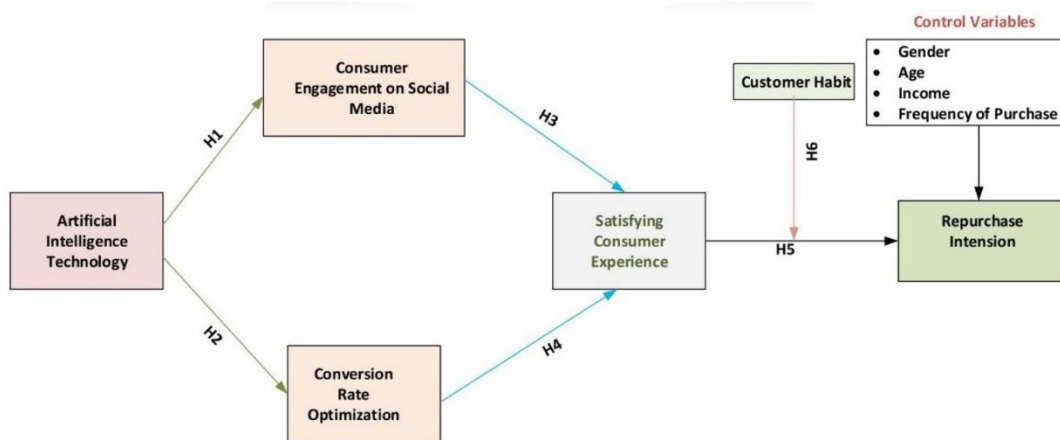 Control Variables
• Gender
• Age
• Income
• Frequency of Purchase
Customer Habit
Consumer
Engagement on Social
Media
H1
H3
H6
Artificial
Intelligence
Technology
Satisfying
Consumer
Experience
H5
Repurchase
Intension
H2
H4
Conversion
Rate
Optimization